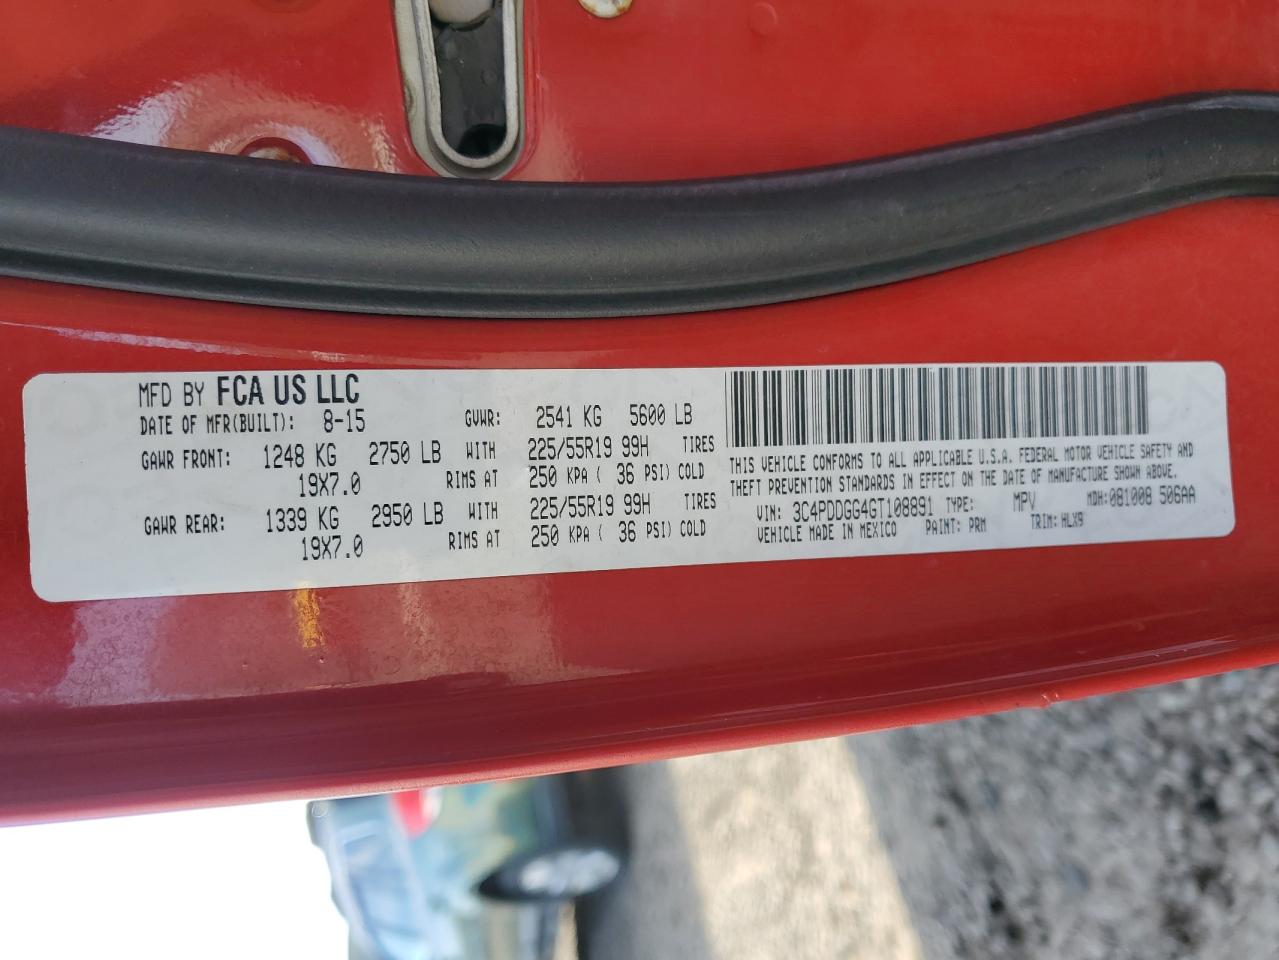 MFD BY FCA US LLC
DATE OF MFR(BUILT): 8-15 GVWR: 2541 KG 5600 LB
GAWR FRONT: 1248 KG 2750 LB WITH 225/55R19 99H TIRES
19X7.0 RIMS AT 250 KPA ( 36 PSI) COLD
GAWR REAR: 1339 KG 2950 LB WITH 225/55R19 99H TIRES
19X7.0 RIMS AT 250 KPA ( 36 PSI) COLD
THIS VEHICLE CONFORMS TO ALL APPLICABLE U.S.A. FEDERAL MOTOR VEHICLE SAFETY AND
THEFT PREVENTION STANDARDS IN EFFECT ON THE DATE OF MANUFACTURE SHOWN ABOVE.
VIN: 3C4PDDGG4GT108891 TYPE: MPV MDH: 081008 506AA
VEHICLE MADE IN MEXICO PAINT: PRM TRIM: HLX9